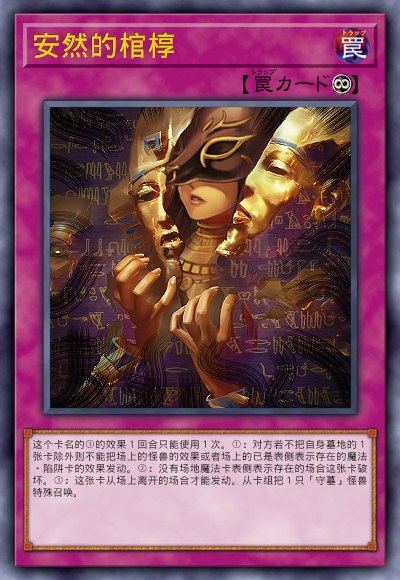 安然的棺椁
トラップ
罠
トラップ
【罠カード♾】
这个卡名的③的效果1回合只能使用1次。①：对方若不把自身墓地的1
张卡除外则不能把场上的怪兽的效果或者场上的已是表侧表示存在的魔法
·陷阱卡的效果发动。②：没有场地魔法卡表侧表示存在的场合这张卡破
坏。③：这张卡从场上离开的场合才能发动。从卡组把1只「守墓」怪兽
特殊召唤。